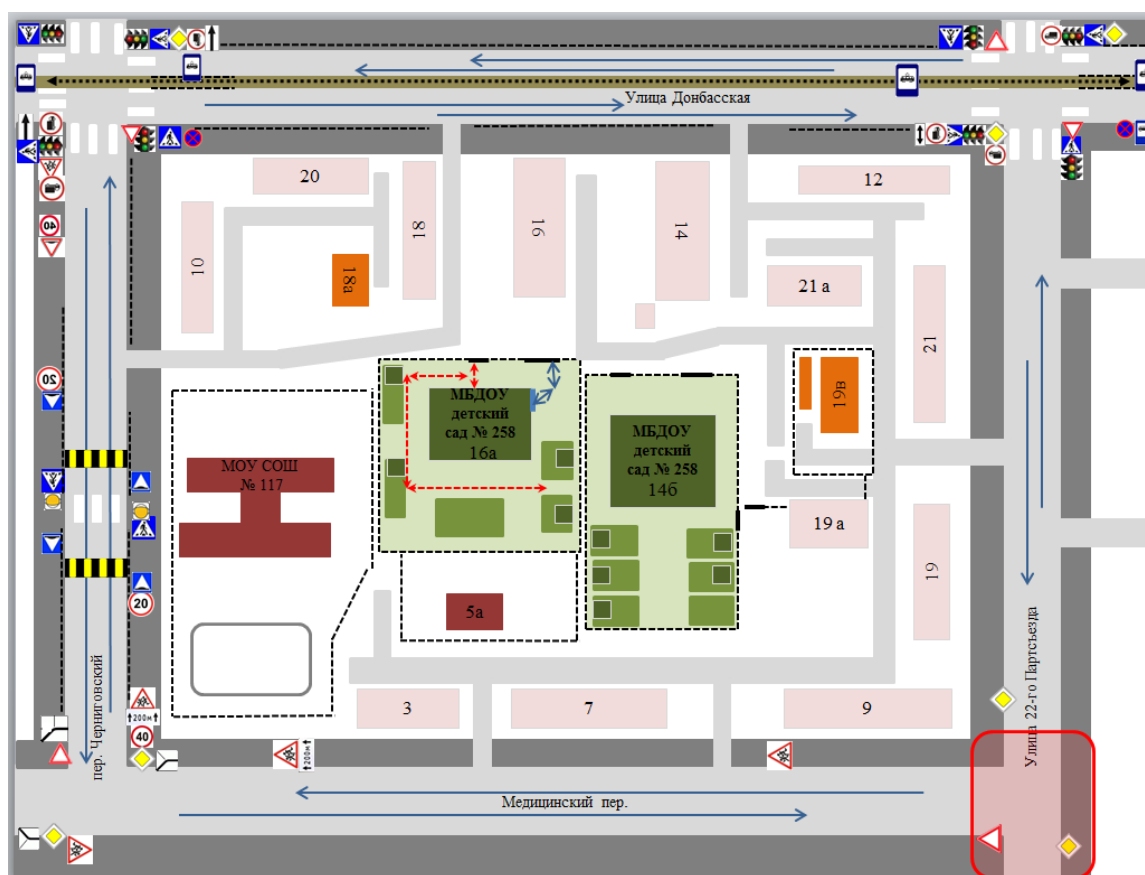 Улица Донбасская
20
12
10
18
16
14
18а
21 а
21
40
20
МБДОУ
детский
сад № 258
16а
МБДОУ
детский
сад № 258
14б
19в
МОУ СОШ
№ 117
19 а
19
20
5а
Улица 22-го Партсъезда
пер. Черниговский
200м
40
3
7
9
200м
Медицинский пер.